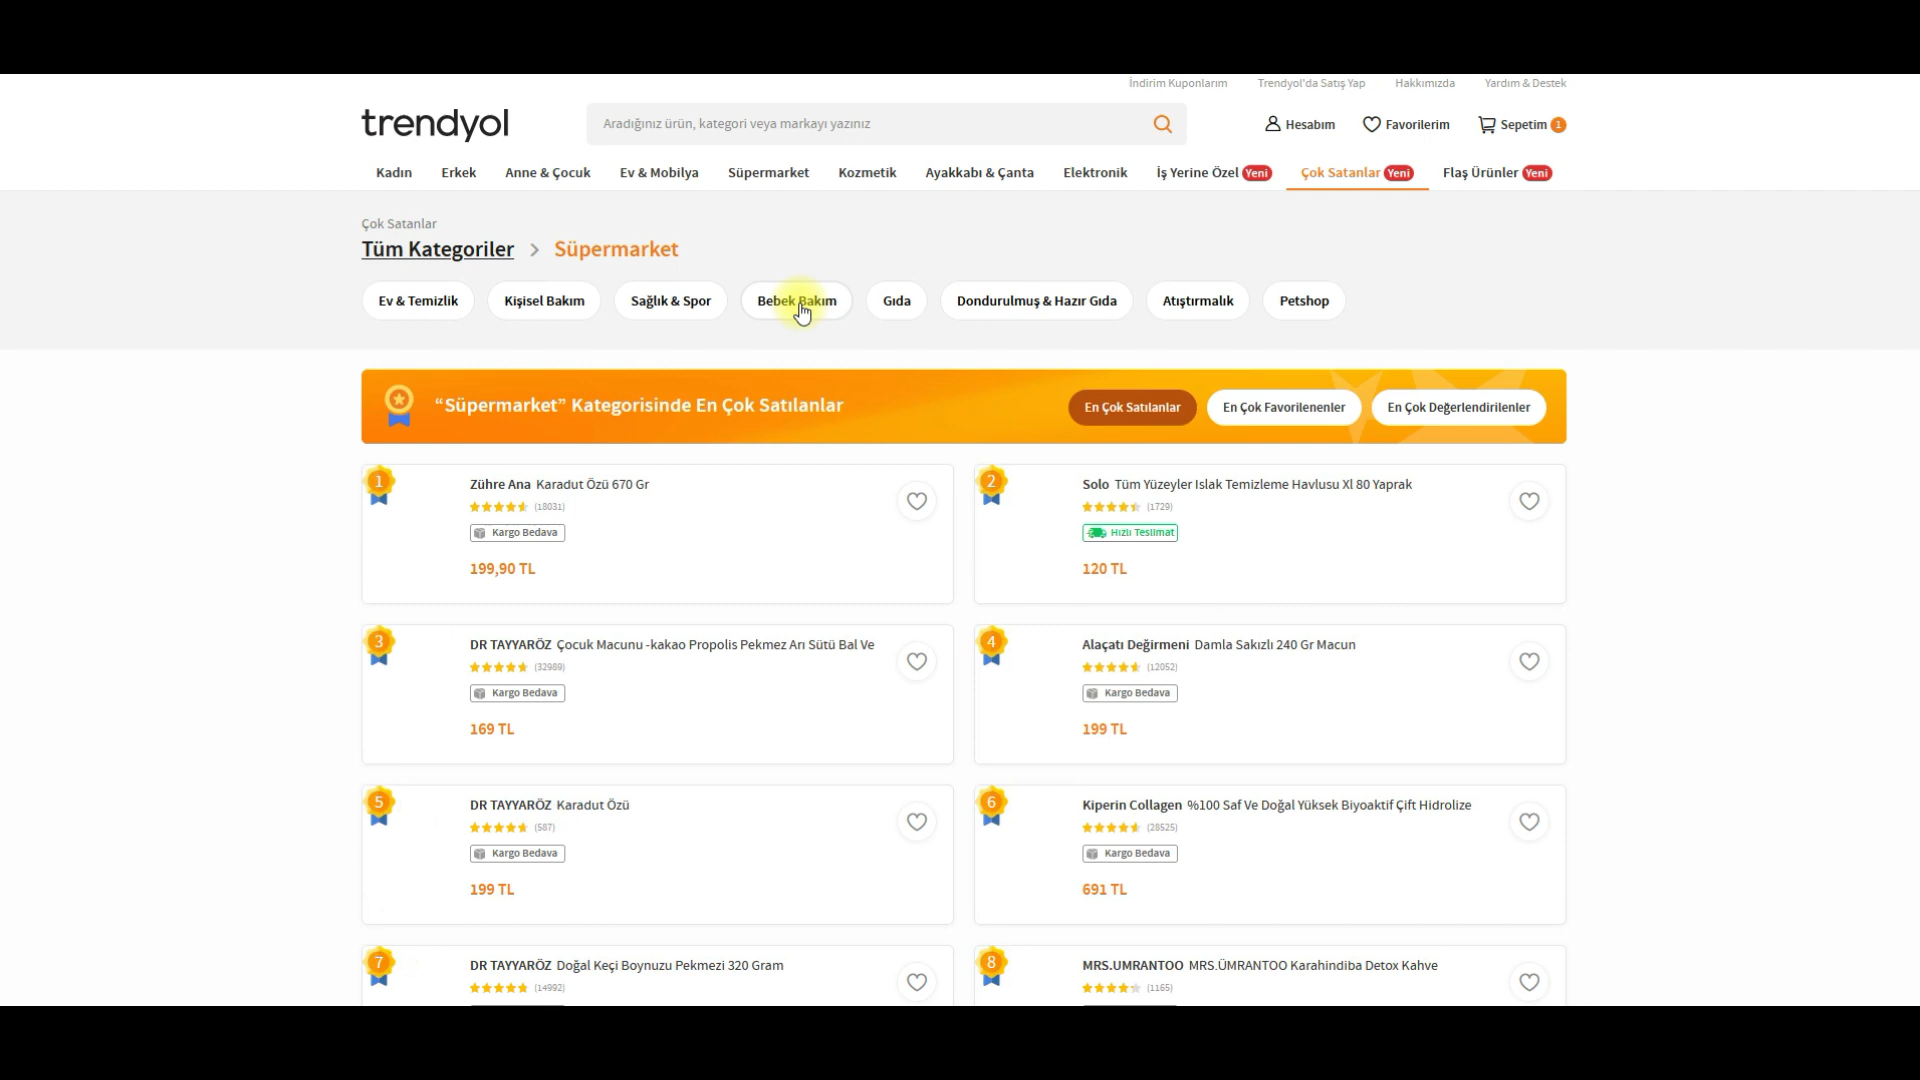 İndirim Kuponlarım Trendyol'da Satış Yap Hakkımızda Yardım & Destek
trendyol
Aradığınız ürün, kategori veya markayı yazınız
Hesabım Favorilerim Sepetim 1
Kadın Erkek Anne & Çocuk Ev & Mobilya Süpermarket Kozmetik Ayakkabı & Çanta Elektronik İş Yerine Özel Yeni Çok Satanlar Yeni Flaş Ürünler Yeni
Çok Satanlar
Tüm Kategoriler > Süpermarket
Ev & Temizlik Kişisel Bakım Sağlık & Spor Bebek Bakım Gıda Dondurulmuş & Hazır Gıda Atıştırmalık Petshop
“Süpermarket” Kategorisinde En Çok Satılanlar
En Çok Satılanlar En Çok Favorilenenler En Çok Değerlendirilenler
1
Zühre Ana Karadut Özü 670 Gr
(18031)
Kargo Bedava
199,90 TL
2
Solo Tüm Yüzeyler Islak Temizleme Havlusu Xl 80 Yaprak
(1729)
Hızlı Teslimat
120 TL
3
DR TAYYARÖZ Çocuk Macunu -kakao Propolis Pekmez Arı Sütü Bal Ve
(32989)
Kargo Bedava
169 TL
4
Alaçatı Değirmeni Damla Sakızlı 240 Gr Macun
(12052)
Kargo Bedava
199 TL
5
DR TAYYARÖZ Karadut Özü
(587)
Kargo Bedava
199 TL
6
Kiperin Collagen %100 Saf Ve Doğal Yüksek Biyoaktif Çift Hidrolize
(28525)
Kargo Bedava
691 TL
7
DR TAYYARÖZ Doğal Keçi Boynuzu Pekmezi 320 Gram
(14992)
8
MRS.UMRANTOO MRS.ÜMRANTOO Karahindiba Detox Kahve
(1165)